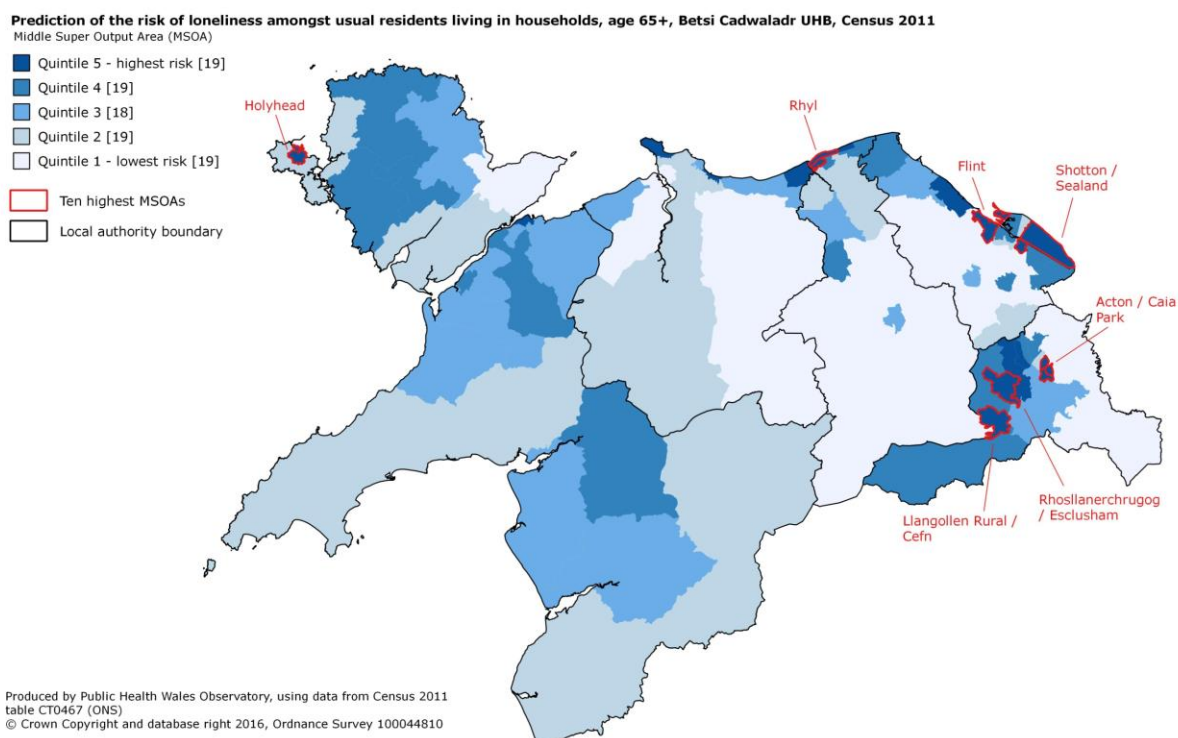 Prediction of the risk of loneliness amongst usual residents living in households, age 65+, Betsi Cadwaladr UHB, Census 2011
Middle Super Output Area (MSOA)
Quintile 5 - highest risk [19]
Quintile 4 [19]
Quintile 3 [18]
Quintile 2 [19]
Quintile 1 - lowest risk [19]
Ten highest MSOAs
Local authority boundary
Holyhead
Rhyl
Flint
Shotton /
Sealand
Acton / Caia
Park
Rhosllanerchrugog
/ Esclusham
Llangollen Rural /
Cefn
Produced by Public Health Wales Observatory, using data from Census 2011
table CT0467 (ONS)
© Crown Copyright and database right 2016, Ordnance Survey 100044810